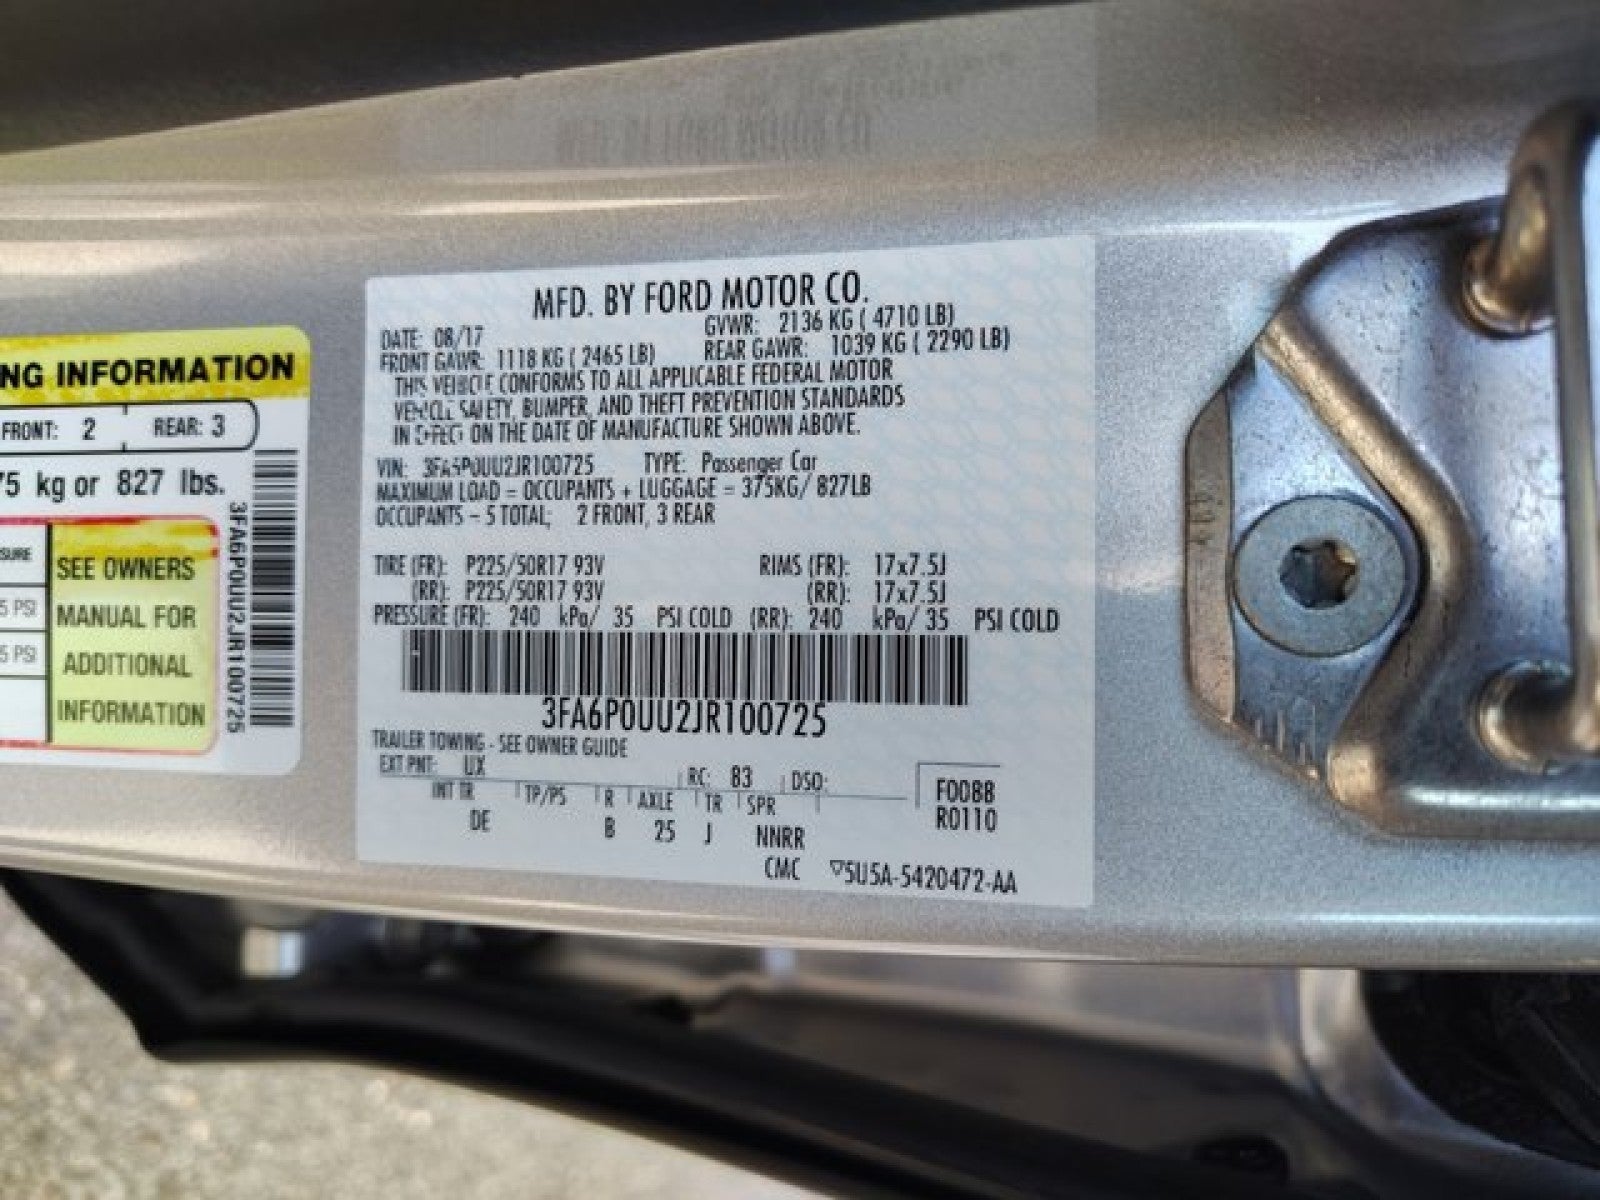 NG INFORMATION
FRONT: 2 REAR: 3
75 kg or 827 lbs.
SURE
5 PSI
5 PSI
SEE OWNERS
MANUAL FOR
ADDITIONAL
INFORMATION
3FA6P0UU2JR100725
MFD. BY FORD MOTOR CO.
DATE: 08/17 GVWR: 2136 KG ( 4710 LB)
FRONT GAWR: 1118 KG ( 2465 LB) REAR GAWR: 1039 KG ( 2290 LB)
THIS VEHICLE CONFORMS TO ALL APPLICABLE FEDERAL MOTOR
VEHICLE SAFETY, BUMPER, AND THEFT PREVENTION STANDARDS
IN EFFECT ON THE DATE OF MANUFACTURE SHOWN ABOVE.
VIN: 3FA6P0UU2JR100725 TYPE: Passenger Car
MAXIMUM LOAD = OCCUPANTS + LUGGAGE = 375KG/ 827LB
OCCUPANTS - 5 TOTAL; 2 FRONT, 3 REAR
TIRE (FR): P225/50R17 93V RIMS (FR): 17x7.5J
(RR): P225/50R17 93V (RR): 17x7.5J
PRESSURE (FR): 240 kPa/ 35 PSI COLD (RR): 240 kPa/ 35 PSI COLD
3FA6P0UU2JR100725
TRAILER TOWING - SEE OWNER GUIDE
EXT PNT: UX RC: 83 DSO:
INT TR TP/PS R AXLE TR SPR
DE B 25 J NNRR
F0088
R0110
CMC ▽5U5A-5420472-AA